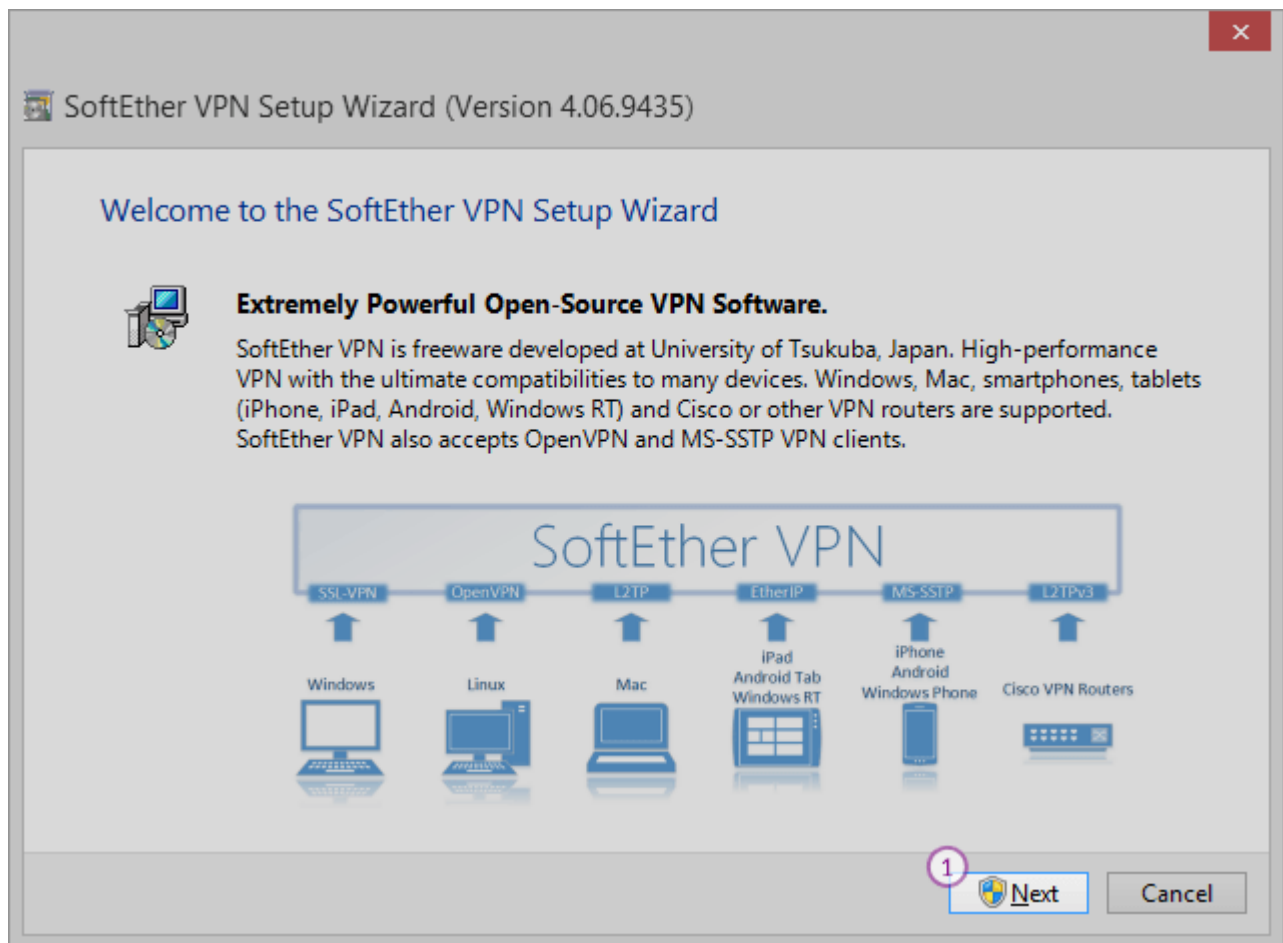 SoftEther VPN Setup Wizard (Version 4.06.9435)
Welcome to the SoftEther VPN Setup Wizard
Extremely Powerful Open-Source VPN Software.
SoftEther VPN is freeware developed at University of Tsukuba, Japan. High-performance
VPN with the ultimate compatibilities to many devices. Windows, Mac, smartphones, tablets
(iPhone, iPad, Android, Windows RT) and Cisco or other VPN routers are supported.
SoftEther VPN also accepts OpenVPN and MS-SSTP VPN clients.
SoftEther VPN
SSL-VPN OpenVPN L2TP EtherIP MS-SSTP L2TPv3
Windows
Linux
Mac
iPad
Android Tab
Windows RT
iPhone
Android
Windows Phone
Cisco VPN Routers
1
Next Cancel